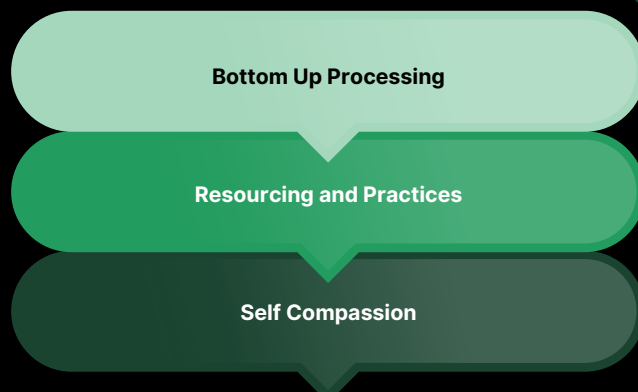 Bottom Up Processing
Resourcing and Practices
Self Compassion